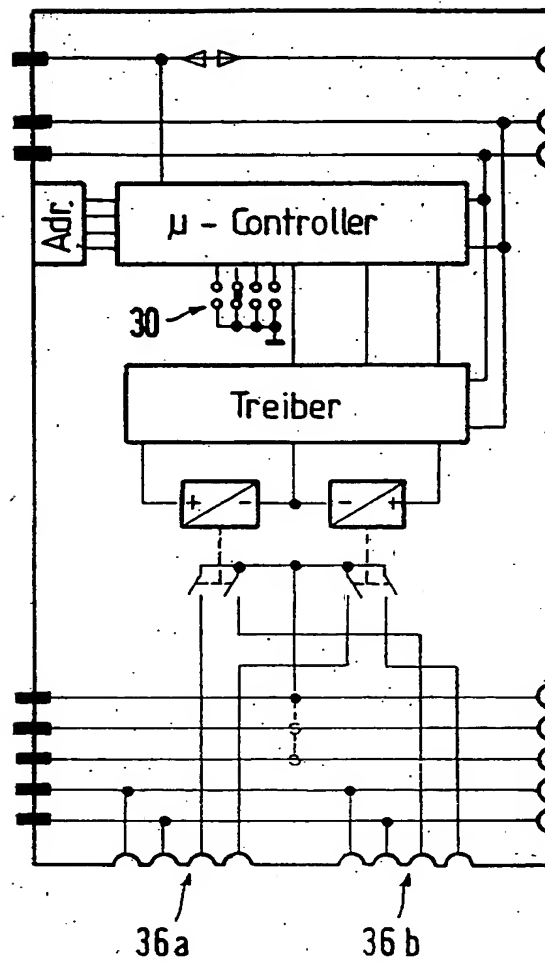 Adr.
µ - Controller
30
Treiber
+ -
- +
36a
36b